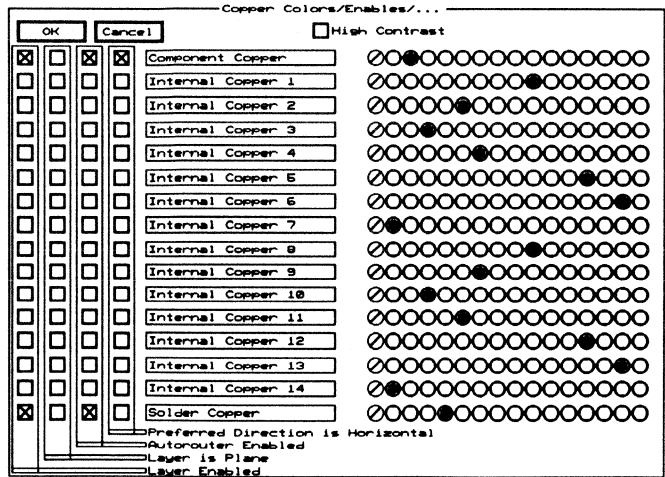 Copper Colors/Enables/...
OK Cancel High Contrast
Component Copper
Internal Copper 1
Internal Copper 2
Internal Copper 3
Internal Copper 4
Internal Copper 5
Internal Copper 6
Internal Copper 7
Internal Copper 8
Internal Copper 9
Internal Copper 10
Internal Copper 11
Internal Copper 12
Internal Copper 13
Internal Copper 14
Solder Copper
Preferred Direction is Horizontal
Autorouter Enabled
Layer is Plane
Layer Enabled